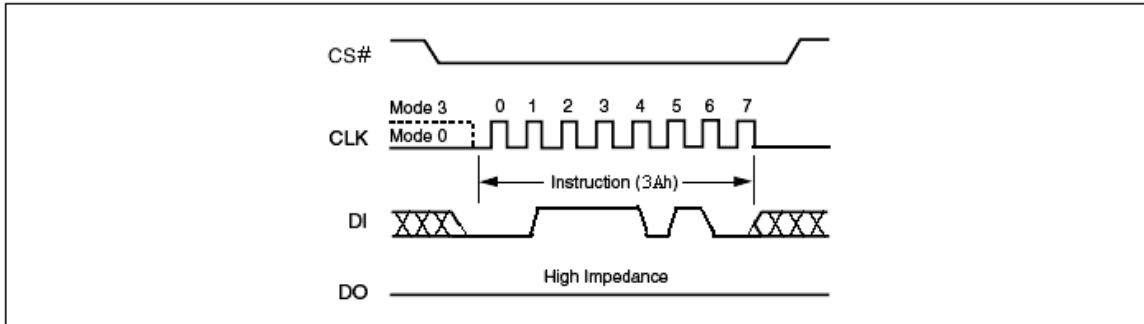 CS#
Mode 3
0 1 2 3 4 5 6 7
CLK
Mode 0
Instruction (3Ah)
DI
High Impedance
DO